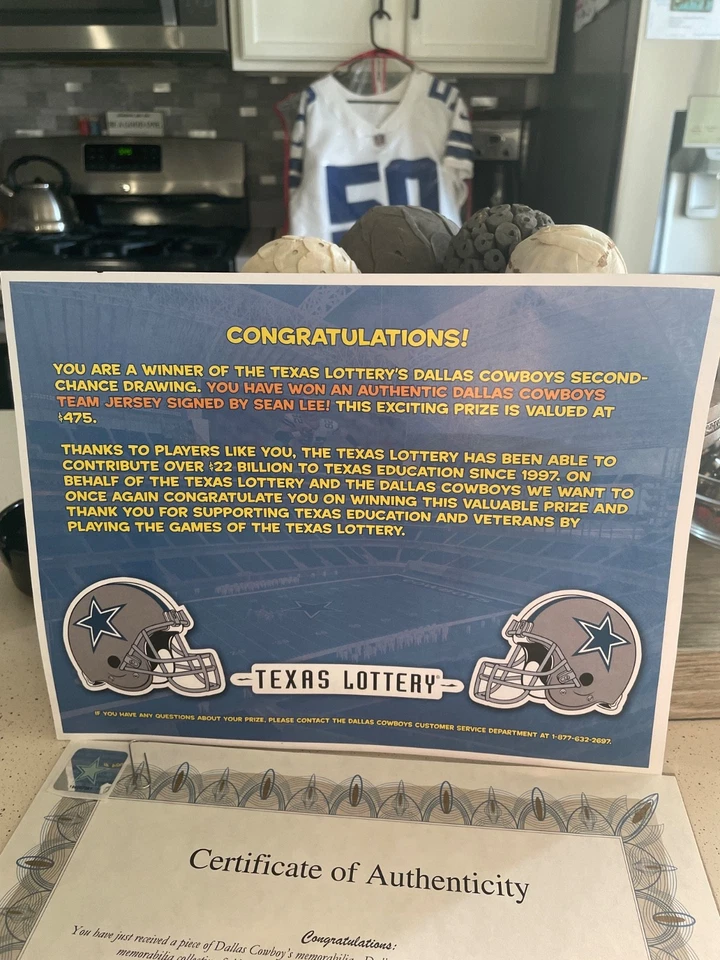 50
CONGRATULATIONS!
YOU ARE A WINNER OF THE TEXAS LOTTERY'S DALLAS COWBOYS SECOND-
CHANCE DRAWING. YOU HAVE WON AN AUTHENTIC DALLAS COWBOYS
TEAM JERSEY SIGNED BY SEAN LEE! THIS EXCITING PRIZE IS VALUED AT
$475.
THANKS TO PLAYERS LIKE YOU, THE TEXAS LOTTERY HAS BEEN ABLE TO
CONTRIBUTE OVER $22 BILLION TO TEXAS EDUCATION SINCE 1997. ON
BEHALF OF THE TEXAS LOTTERY AND THE DALLAS COWBOYS WE WANT TO
ONCE AGAIN CONGRATULATE YOU ON WINNING THIS VALUABLE PRIZE AND
THANK YOU FOR SUPPORTING TEXAS EDUCATION AND VETERANS BY
PLAYING THE GAMES OF THE TEXAS LOTTERY.
TEXAS LOTTERY®
IF YOU HAVE ANY QUESTIONS ABOUT YOUR PRIZE, PLEASE CONTACT THE DALLAS COWBOYS CUSTOMER SERVICE DEPARTMENT AT 1-877-632-2697.
Certificate of Authenticity
Congratulations:
You have just received a piece of Dallas Cowboy's memorabilia.